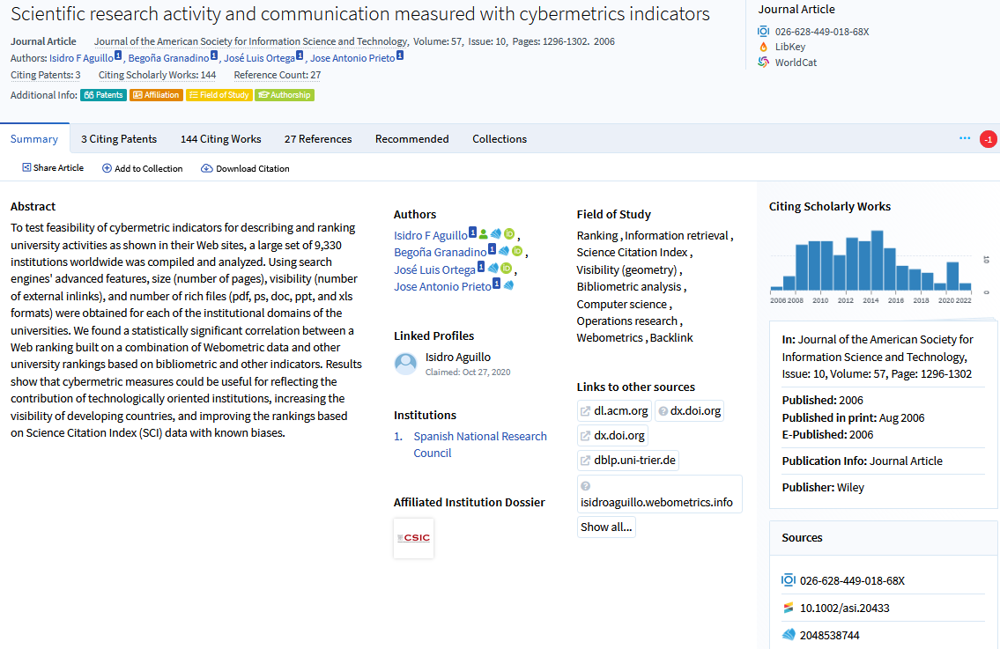 Scientific research activity and communication measured with cybermetrics indicators
Journal Article Journal of the American Society for Information Science and Technology, Volume: 57, Issue: 10, Pages: 1296-1302. 2006
Authors: Isidro F Aguillo 1 , Begoña Granadino 1 , José Luis Ortega 1 , Jose Antonio Prieto 1
Citing Patents: 3 Citing Scholarly Works: 144 Reference Count: 27
Additional Info: Patents Affiliation Field of Study Authorship
Journal Article
026-628-449-018-68X
LibKey
WorldCat
Summary 3 Citing Patents 144 Citing Works 27 References Recommended Collections ··· -1
Share Article Add to Collection Download Citation
Abstract
To test feasibility of cybermetric indicators for describing and ranking
university activities as shown in their Web sites, a large set of 9,330
institutions worldwide was compiled and analyzed. Using search
engines' advanced features, size (number of pages), visibility (number
of external inlinks), and number of rich files (pdf, ps, doc, ppt, and xls
formats) were obtained for each of the institutional domains of the
universities. We found a statistically significant correlation between a
Web ranking built on a combination of Webometric data and other
university rankings based on bibliometric and other indicators. Results
show that cybermetric measures could be useful for reflecting the
contribution of technologically oriented institutions, increasing the
visibility of developing countries, and improving the rankings based
on Science Citation Index (SCI) data with known biases.
Authors
Isidro F Aguillo 1 iD ,
Begoña Granadino 1 iD ,
José Luis Ortega 1 iD ,
Jose Antonio Prieto 1
Linked Profiles
Isidro Aguillo
Claimed: Oct 27, 2020
Institutions
1. Spanish National Research
Council
Affiliated Institution Dossier
CSIC
Field of Study
Ranking , Information retrieval ,
Science Citation Index ,
Visibility (geometry) ,
Bibliometric analysis ,
Computer science ,
Operations research ,
Webometrics , Backlink
Links to other sources
dl.acm.org ? dx.doi.org
dx.doi.org
dblp.uni-trier.de
?
isidroaguillo.webometrics.info
Show all...
Citing Scholarly Works
10
0
2006 2008 2010 2012 2014 2016 2018 2020 2022
In: Journal of the American Society for
Information Science and Technology,
Issue: 10, Volume: 57, Page: 1296-1302
Published: 2006
Published in print: Aug 2006
E-Published: 2006
Publication Info: Journal Article
Publisher: Wiley
Sources
026-628-449-018-68X
10.1002/asi.20433
2048538744